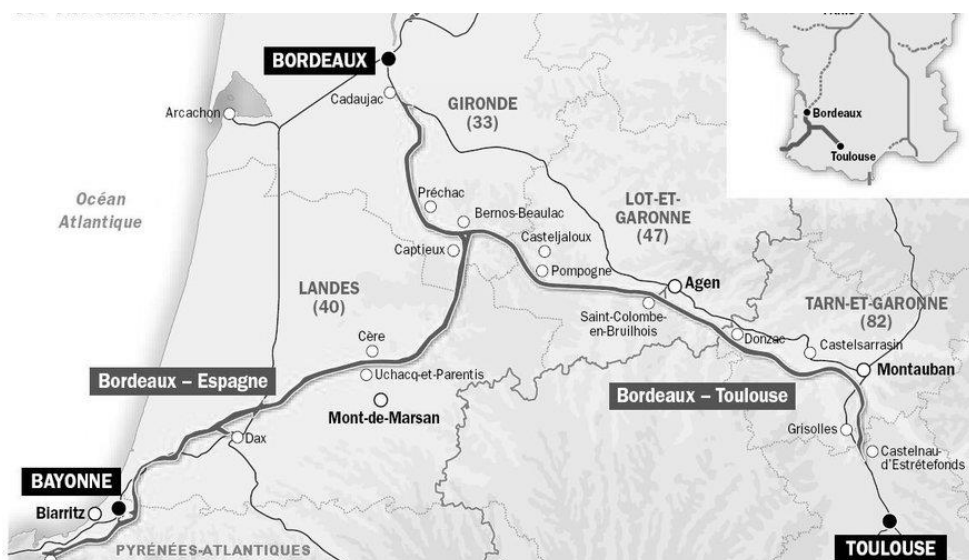 BORDEAUX
Cadaujac
Arcachon
GIRONDE
(33)
Bordeaux
Toulouse
Océan
Atlantique
Préchac
Bernos-Beaulac
LOT-ET-
GARONNE
(47)
Captieux
Casteljaloux
Pompogne
LANDES
(40)
Agen
TARN-ET-GARONNE
(82)
Saint-Colombe-
en-Bruilhois
Donzac
Castelsarrasin
Cère
Bordeaux – Espagne
Uchacq-et-Parentis
Montauban
Bordeaux – Toulouse
Mont-de-Marsan
Grisolles
Dax
Castelnau-
d'Estrétefonds
BAYONNE
Biarritz
PYRÉNÉES-ATLANTIQUES
TOULOUSE